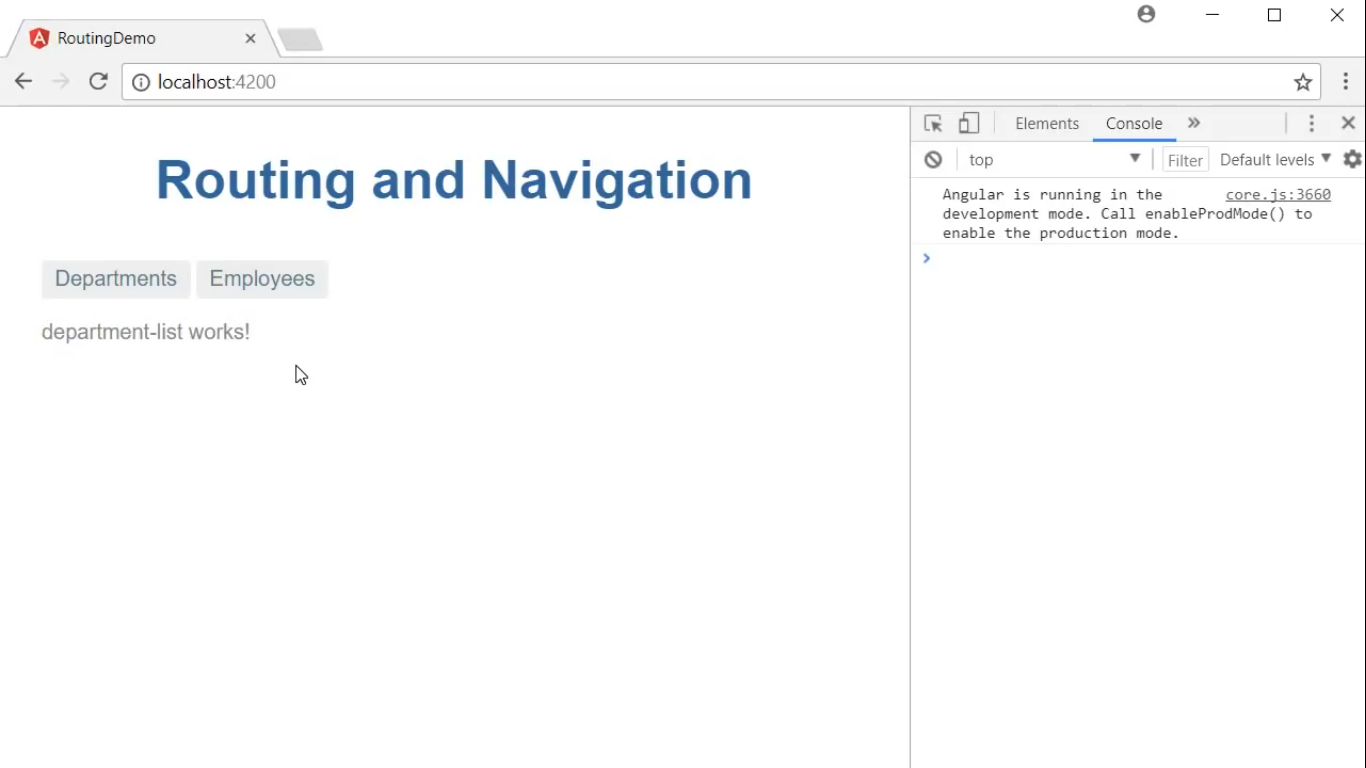 RoutingDemo
localhost:4200
Routing and Navigation
Departments Employees
department-list works!
Elements Console
top Filter Default levels
Angular is running in the core.js:3660
development mode. Call enableProdMode() to
enable the production mode.